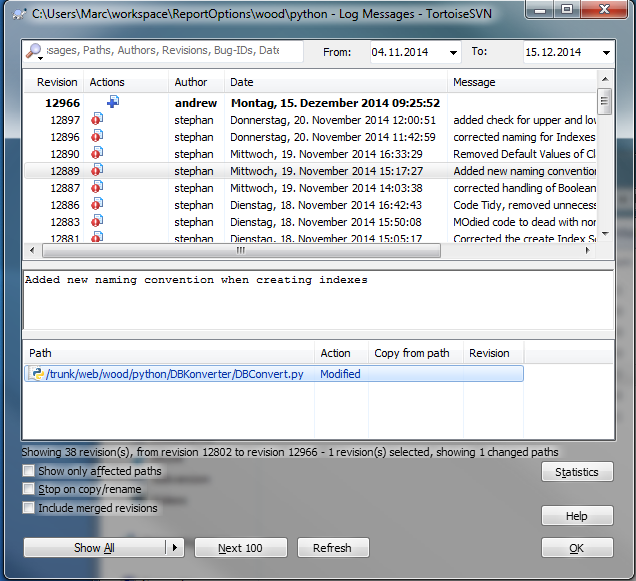 C:\Users\Marc\workspace\ReportOptions\wood\python - Log Messages - TortoiseSVN
Paths, Authors, Revisions, Bug-IDs, Date From: 04.11.2014 To: 15.12.2014
Revision Actions Author Date Message
12966 andrew Montag, 15. Dezember 2014 09:25:52
12897 stephan Donnerstag, 20. November 2014 12:00:51 added check for upper and low
12896 stephan Donnerstag, 20. November 2014 11:42:59 corrected naming for Indexes
12890 stephan Mittwoch, 19. November 2014 16:33:29 Removed Default Values of Cl
12889 stephan Mittwoch, 19. November 2014 15:17:27 Added new naming convention
12887 stephan Mittwoch, 19. November 2014 14:03:38 corrected handling of Boolean
12886 stephan Dienstag, 18. November 2014 16:42:43 Code Tidy, removed unnecess
12883 stephan Dienstag, 18. November 2014 15:50:08 MOdied code to dead with nor
12881 stephan Dienstag, 18. November 2014 15:05:17 Corrected the create Index Sc
Added new naming convention when creating indexes
Path Action Copy from path Revision
/trunk/web/wood/python/DBKonverter/DBConvert.py Modified
Showing 38 revision(s), from revision 12802 to revision 12966 - 1 revision(s) selected, showing 1 changed paths
Show only affected paths
Statistics
Stop on copy/rename
Include merged revisions
Help
Show All Next 100 Refresh OK